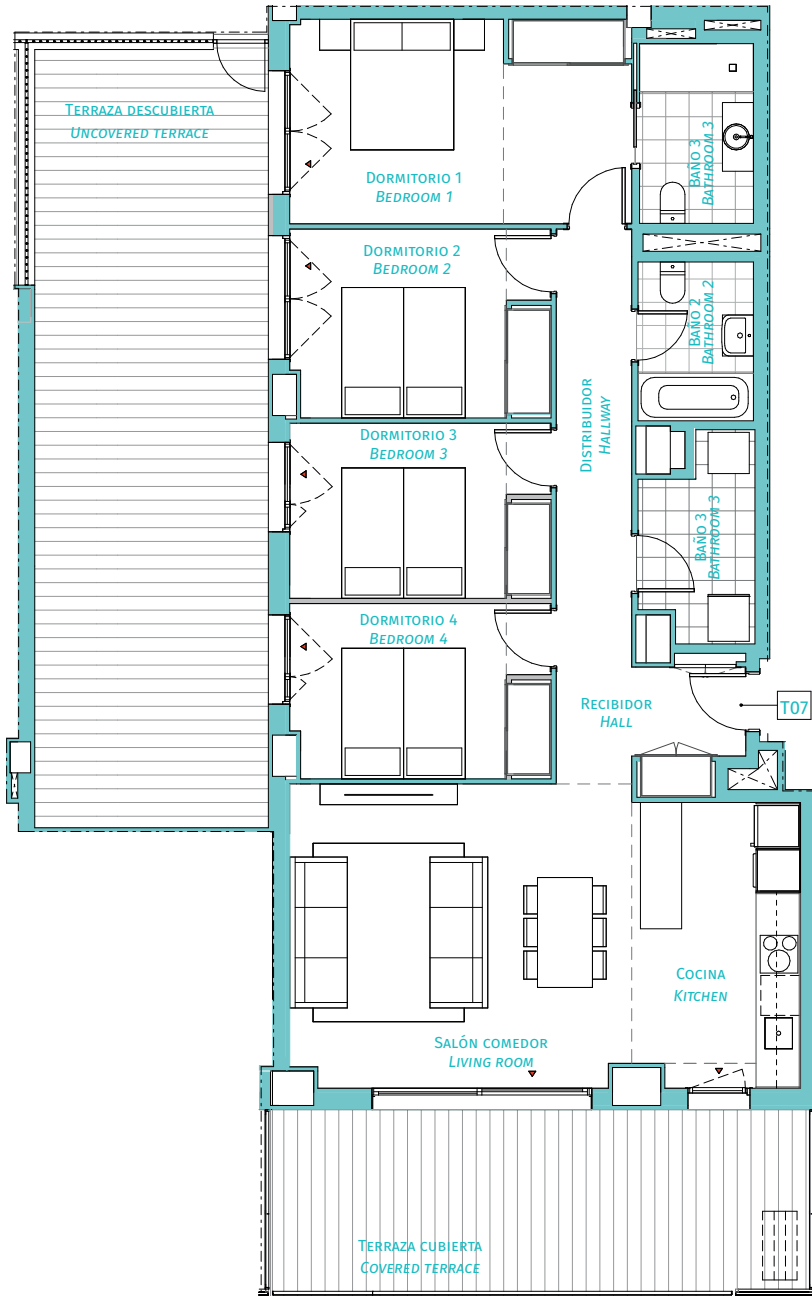 Terraza descubierta
Uncovered terrace
Dormitorio 1
Bedroom 1
Baño 3
Bathroom 3
Dormitorio 2
Bedroom 2
Baño 2
Bathroom 2
Distribuidor
Hallway
Dormitorio 3
Bedroom 3
Baño 3
Bathroom 3
Dormitorio 4
Bedroom 4
Recibidor
Hall
T07
Cocina
Kitchen
Salón comedor
Living room
Terraza cubierta
Covered terrace